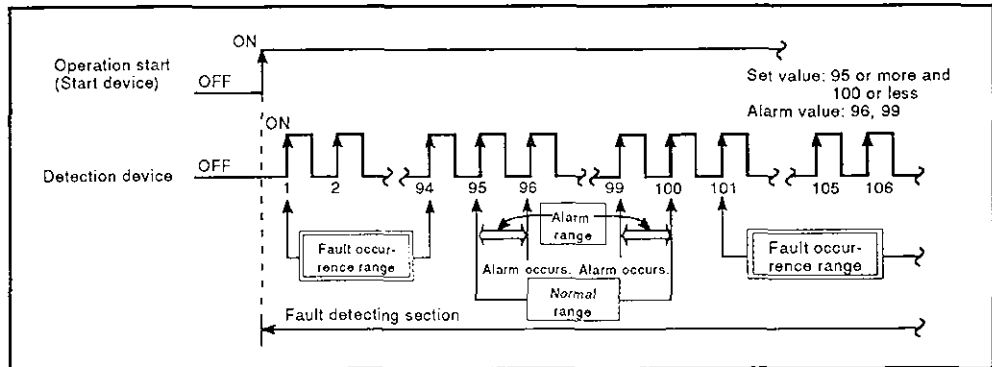 ON
Operation start
(Start device)
OFF
Set value: 95 or more and
100 or less
Alarm value: 96, 99
ON
Detection device
OFF
1 2 94 95 96 99 100 101 105 106
Alarm
range
Fault occur-
rence range
Fault occur-
rence range
Alarm occurs. Alarm occurs.
Normal
range
Fault detecting section